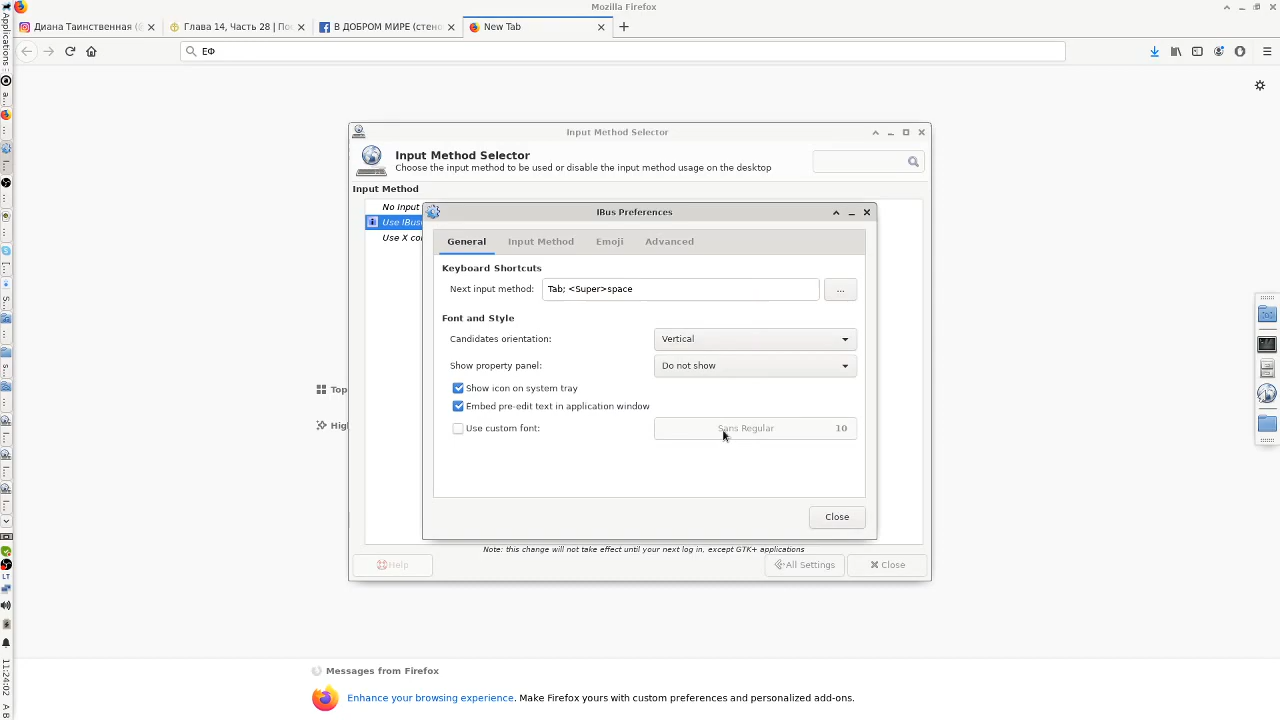 Mozilla Firefox
Диана Таинственная (@
Глава 14, Часть 28 | По
В ДОБРОМ МИРЕ (стено
New Tab
ЕФ
Applications
Input Method Selector
Input Method Selector
Choose the input method to be used or disable the input method usage on the desktop
Input Method
No Input
Use IBus
Use X co
IBus Preferences
General
Input Method
Emoji
Advanced
Keyboard Shortcuts
Next input method:
Tab; <Super>space
...
Font and Style
Candidates orientation:
Vertical
Show property panel:
Do not show
Show icon on system tray
Embed pre-edit text in application window
Use custom font:
Sans Regular
10
Close
Note: this change will not take effect until your next log in, except GTK+ applications
Help
All Settings
Close
Top
High
LT
11:24:02
Messages from Firefox
Enhance your browsing experience. Make Firefox yours with custom preferences and personalized add-ons.